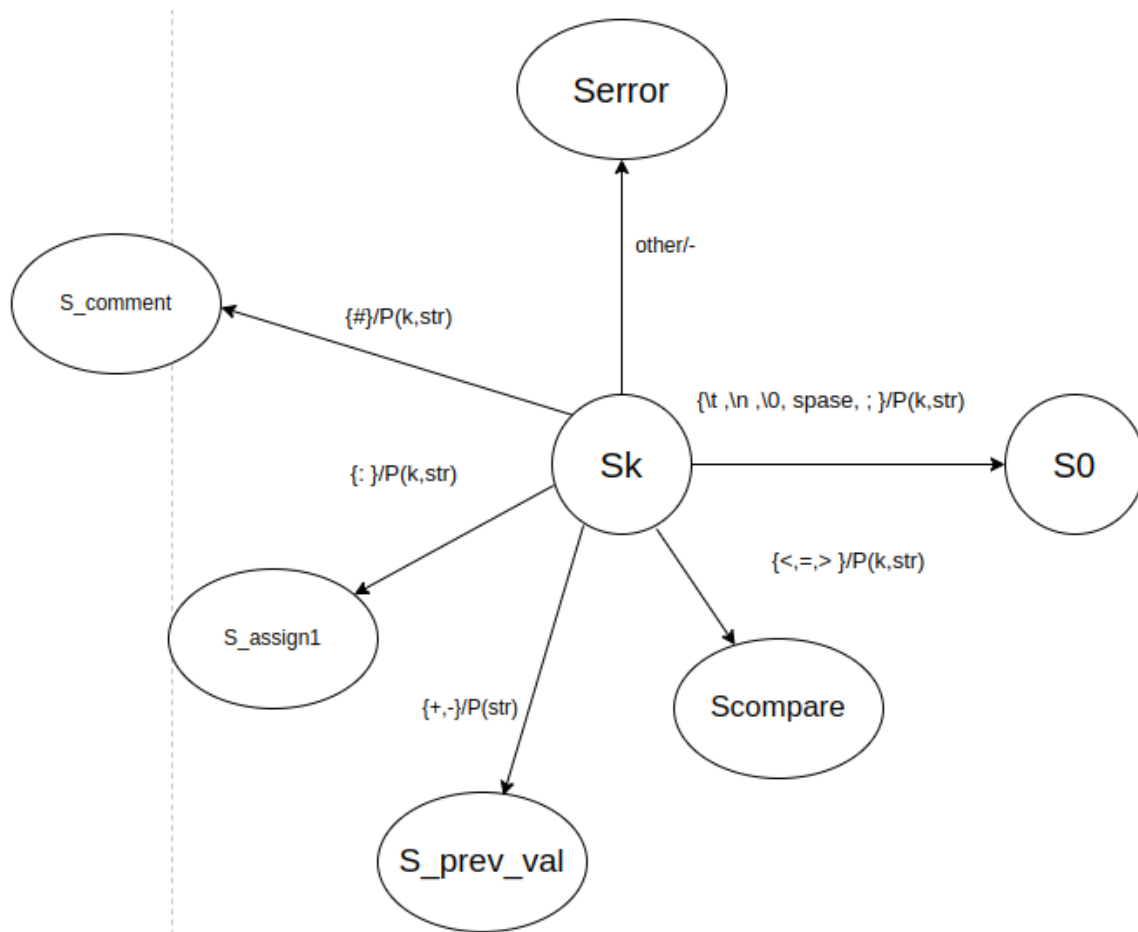 Serror
other/-
S_comment
{#}/P(k,str)
{\t ,\n ,\0, spase, ; }/P(k,str)
Sk
S0
{: }/P(k,str)
{<,=,> }/P(k,str)
S_assign1
{+,-}/P(str)
Scompare
S_prev_val